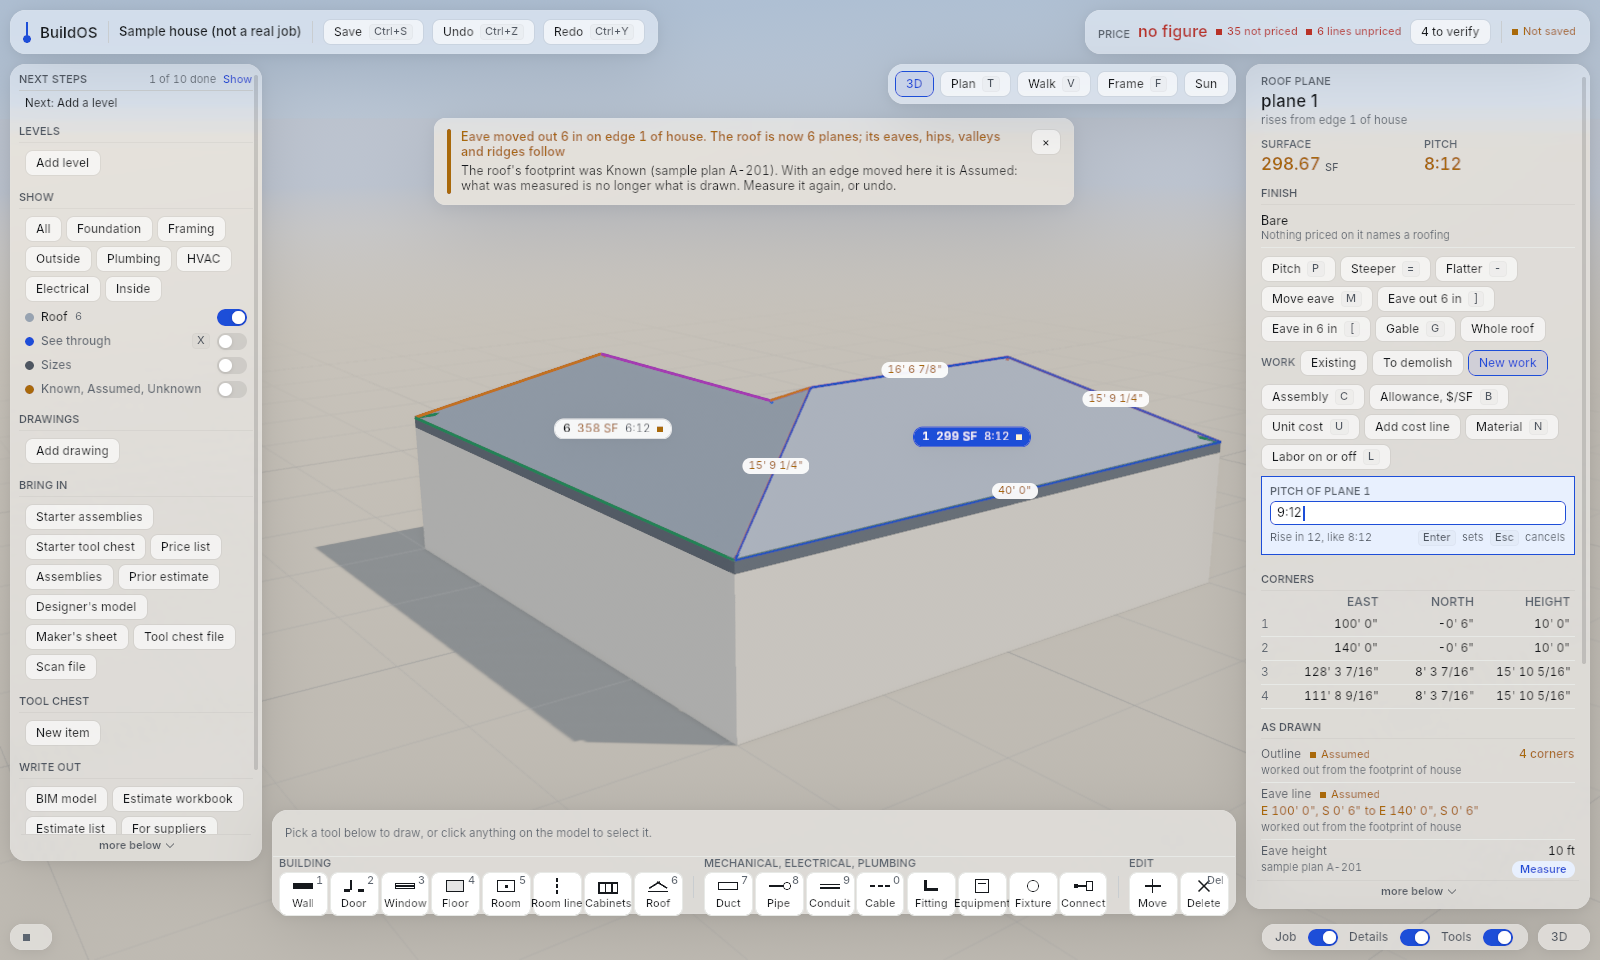 BuildOS
Sample house (not a real job)
Save Ctrl+S
Undo Ctrl+Z
Redo Ctrl+Y
PRICE no figure
35 not priced
6 lines unpriced
4 to verify
Not saved
NEXT STEPS
1 of 10 done Show
Next: Add a level
LEVELS
Add level
SHOW
All Foundation Framing
Outside Plumbing HVAC
Electrical Inside
Roof 6
See through X
Sizes
Known, Assumed, Unknown
DRAWINGS
Add drawing
BRING IN
Starter assemblies
Starter tool chest Price list
Assemblies Prior estimate
Designer's model
Maker's sheet Tool chest file
Scan file
TOOL CHEST
New item
WRITE OUT
BIM model Estimate workbook
Estimate list For suppliers
more below
3D
Plan T
Walk V
Frame F
Sun
Eave moved out 6 in on edge 1 of house. The roof is now 6 planes; its eaves, hips, valleys
and ridges follow
The roof's footprint was Known (sample plan A-201). With an edge moved here it is Assumed:
what was measured is no longer what is drawn. Measure it again, or undo.
×
16' 6 7/8"
15' 9 1/4"
6 358 SF 6:12
1 299 SF 8:12
15' 9 1/4"
40' 0"
Pick a tool below to draw, or click anything on the model to select it.
BUILDING
1 Wall
2 Door
3 Window
4 Floor
5 Room
Room line
Cabinets
6 Roof
MECHANICAL, ELECTRICAL, PLUMBING
7 Duct
8 Pipe
9 Conduit
0 Cable
Fitting
Equipment
Fixture
Connect
EDIT
Move
Del Delete
ROOF PLANE
plane 1
rises from edge 1 of house
SURFACE PITCH
298.67 SF 8:12
FINISH
Bare
Nothing priced on it names a roofing
Pitch P
Steeper =
Flatter -
Move eave M
Eave out 6 in ]
Eave in 6 in [
Gable G
Whole roof
WORK Existing To demolish New work
Assembly C
Allowance, $/SF B
Unit cost U
Add cost line
Material N
Labor on or off L
PITCH OF PLANE 1
9:12
Rise in 12, like 8:12 Enter sets Esc cancels
CORNERS
EAST NORTH HEIGHT
1 100' 0" -0' 6" 10' 0"
2 140' 0" -0' 6" 10' 0"
3 128' 3 7/16" 8' 3 7/16" 15' 10 5/16"
4 111' 8 9/16" 8' 3 7/16" 15' 10 5/16"
AS DRAWN
Outline Assumed 4 corners
worked out from the footprint of house
Eave line Assumed
E 100' 0", S 0' 6" to E 140' 0", S 0' 6"
worked out from the footprint of house
Eave height 10 ft
sample plan A-201 Measure
more below
Job
Details
Tools
3D